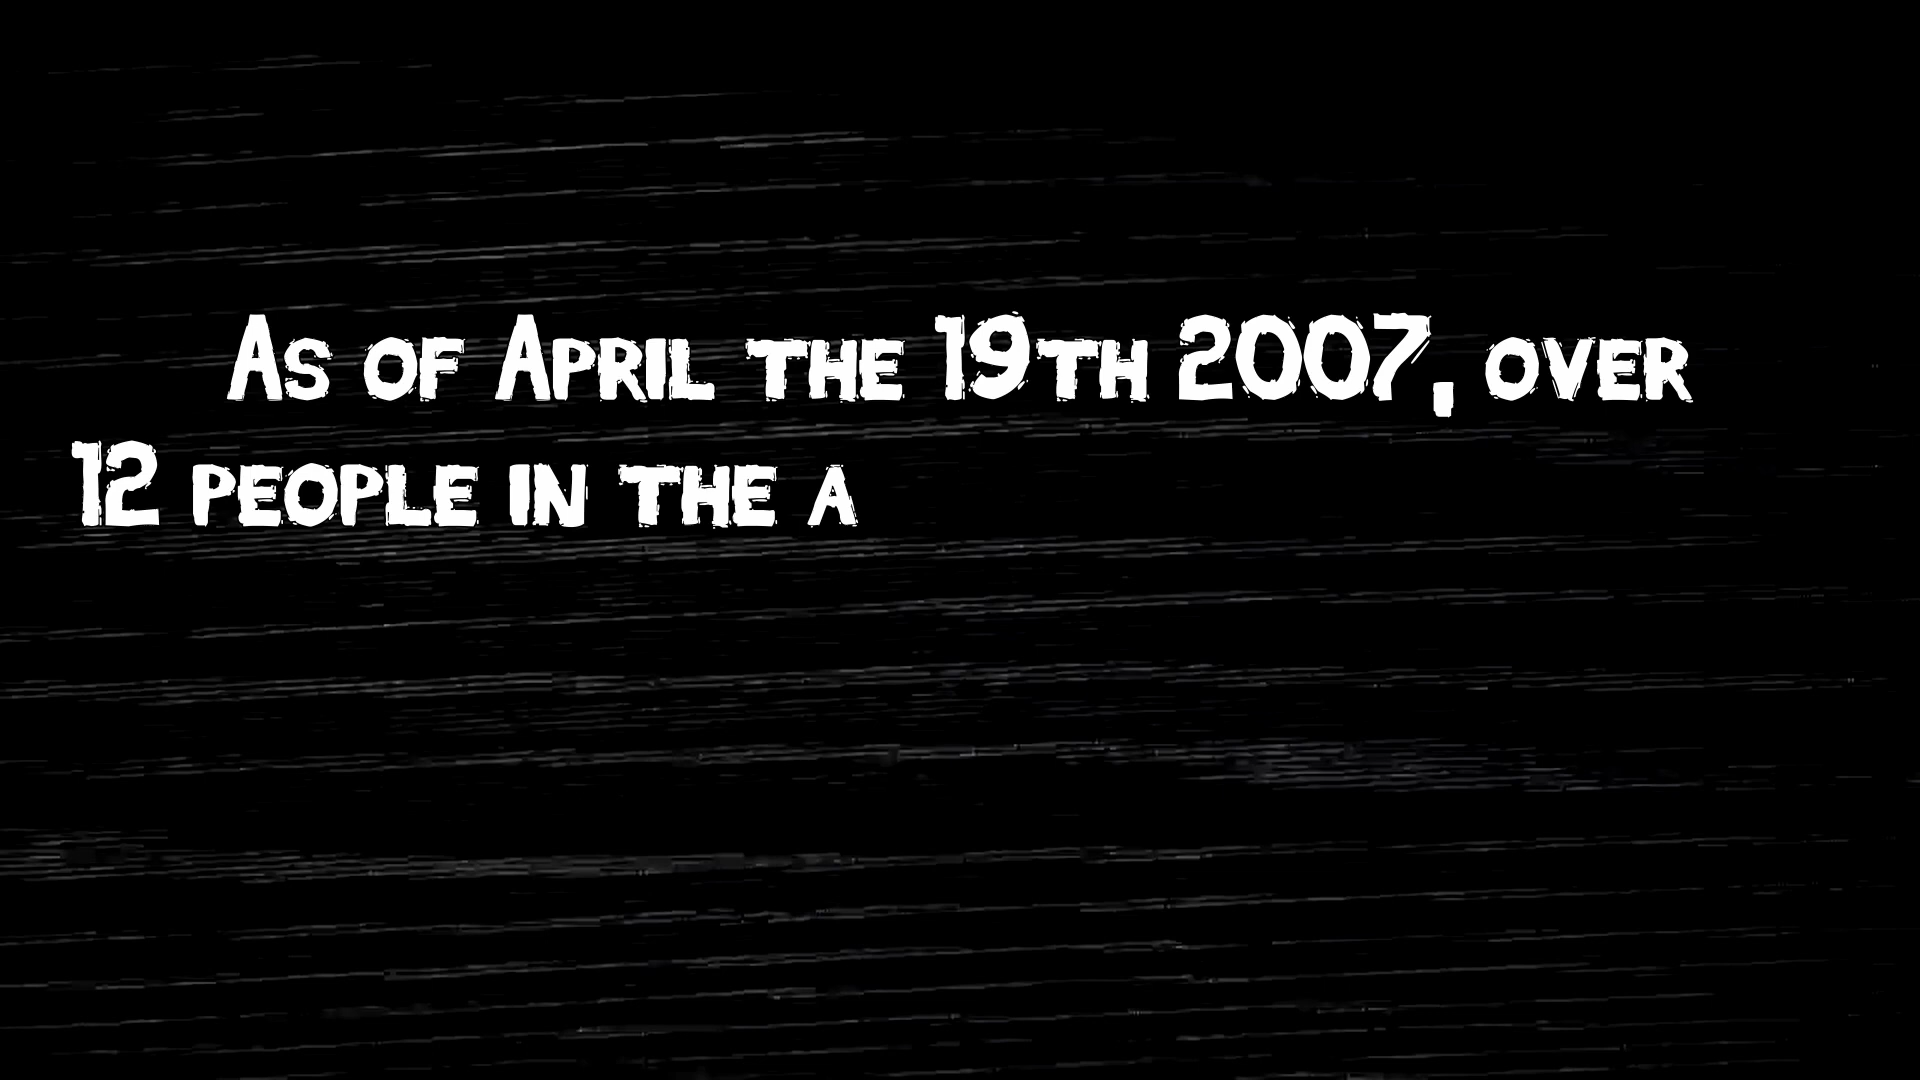 As of April the 19th 2007, over
12 people in the a